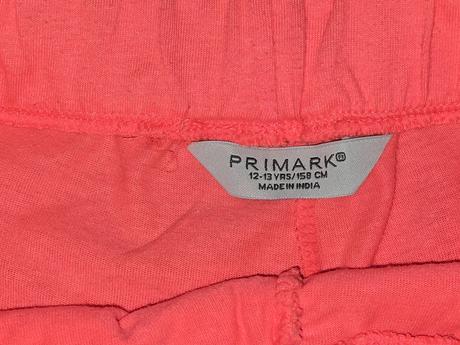 PRIMARK®
12-13 YRS/158 CM
MADE IN INDIA